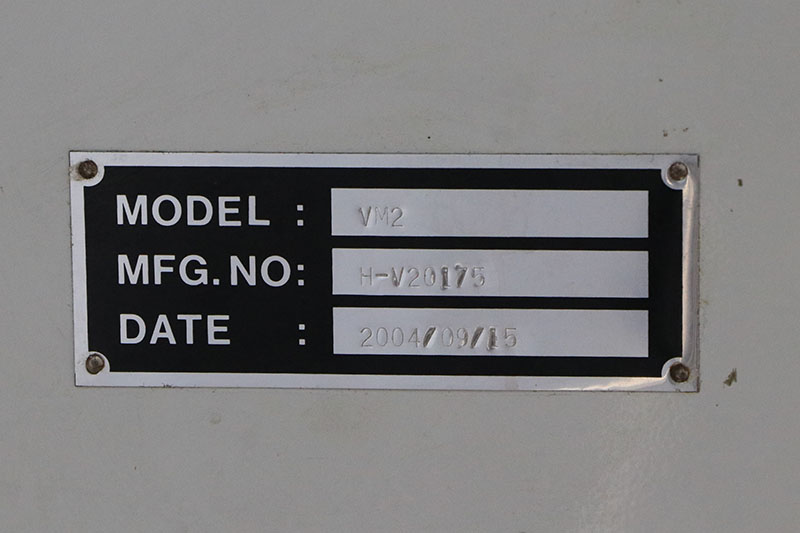 MODEL : VM2
MFG.NO: H-V20175
DATE : 2004/09/15